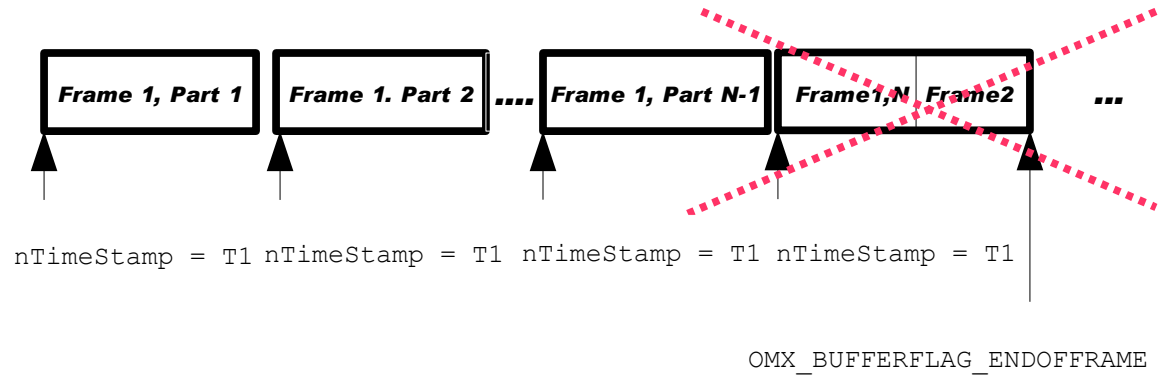 Frame 1, Part 1 Frame 1. Part 2 .... Frame 1, Part N-1 Frame1,N Frame2 ...
nTimeStamp = T1 nTimeStamp = T1 nTimeStamp = T1 nTimeStamp = T1
OMX_BUFFERFLAG_ENDOFFRAME